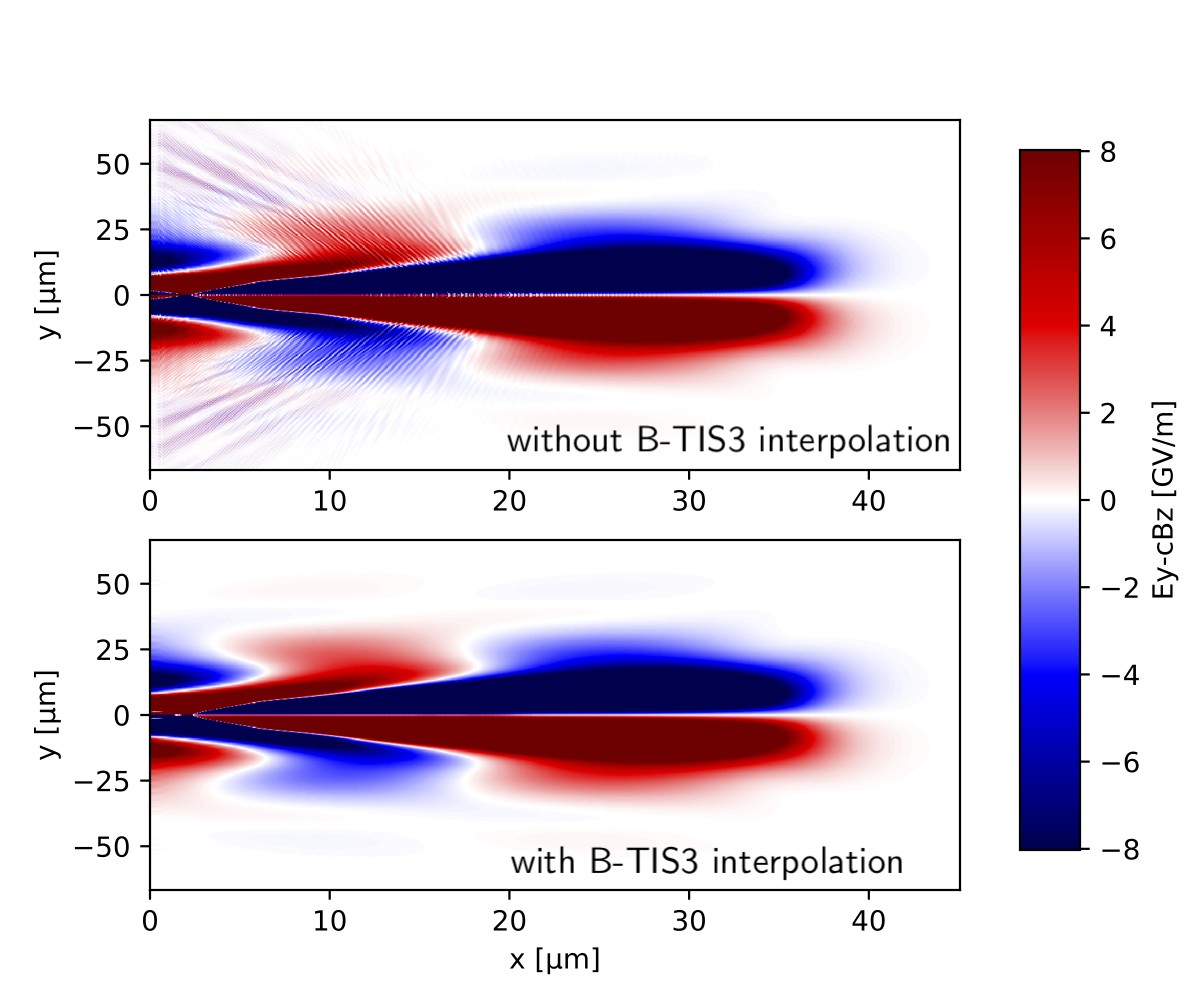 50
25
0
−25
−50
y [μm]
without B-TIS3 interpolation
0 10 20 30 40
50
25
0
−25
−50
y [μm]
with B-TIS3 interpolation
0 10 20 30 40
x [μm]
8
6
4
2
0
−2
−4
−6
−8
Ey-cBz [GV/m]